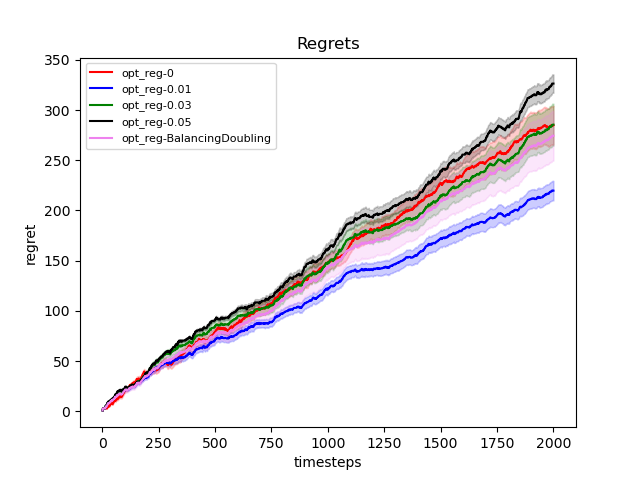 Regrets
350
300
250
200
150
100
50
0
regret
opt_reg-0
opt_reg-0.01
opt_reg-0.03
opt_reg-0.05
opt_reg-BalancingDoubling
0 250 500 750 1000 1250 1500 1750 2000
timesteps